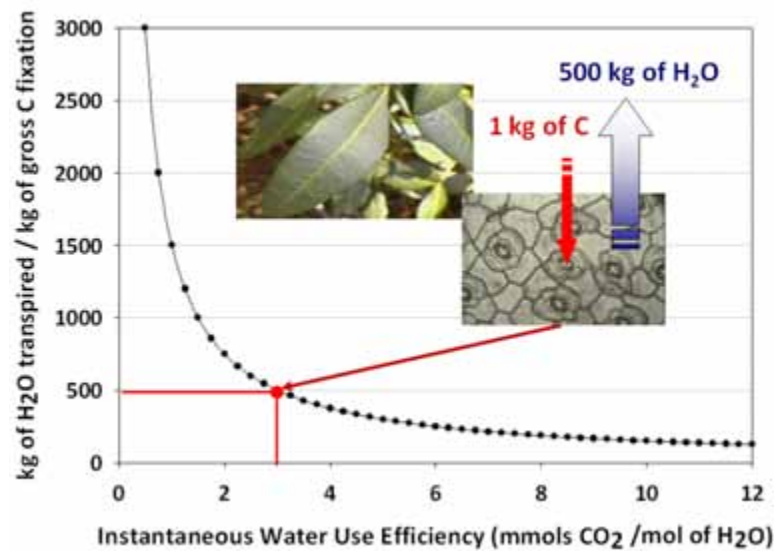 kg of H2O transpired / kg of gross C fixation
3000
2500
2000
1500
1000
500
0
500 kg of H₂O
1 kg of C
0 2 4 6 8 10 12
Instantaneous Water Use Efficiency (mmols CO₂ /mol of H₂O)